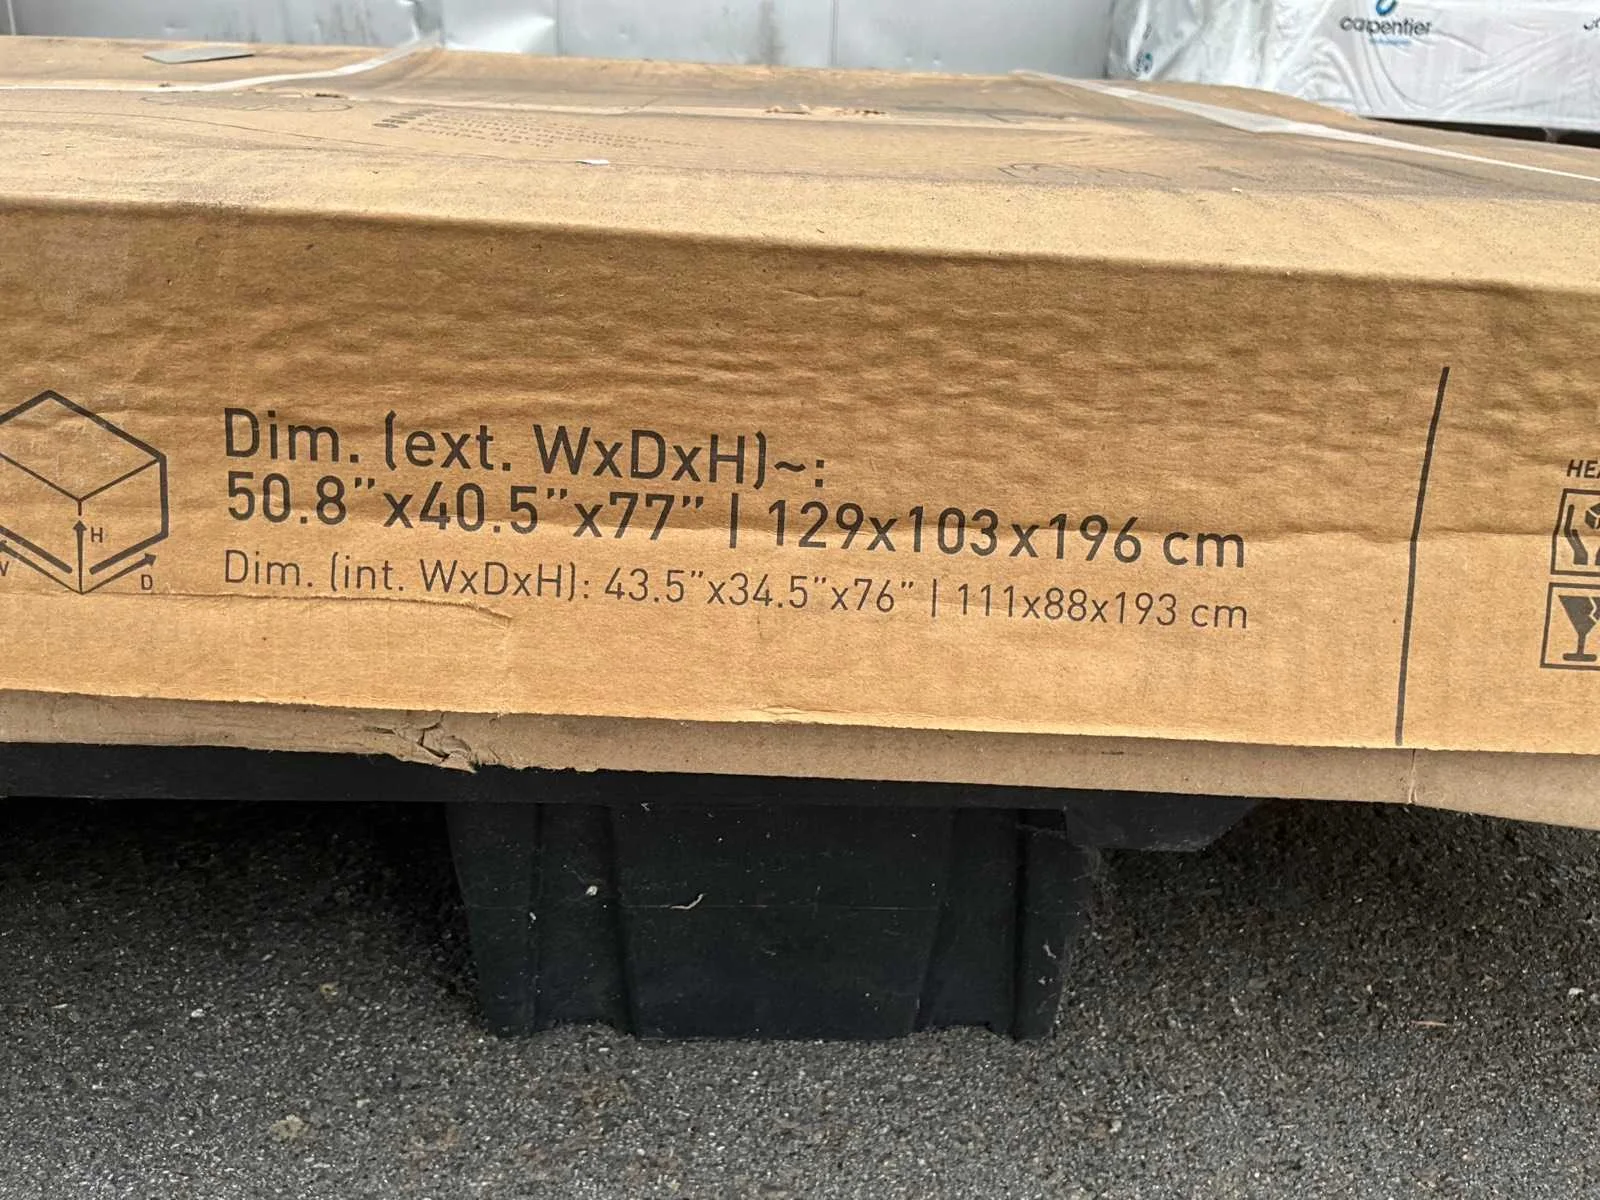 carpentier
Dim. (ext. WxDxH)~:
50.8"x40.5"x77" | 129x103x196 cm
Dim. (int. WxDxH): 43.5"x34.5"x76" | 111x88x193 cm
H
W
D